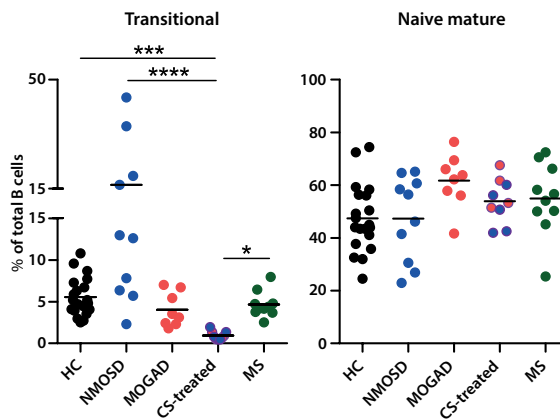 Transitional
Naive mature
***
****
*
% of total B cells
50
15
15
10
5
0
HC
NMOSD
MOGAD
CS-treated
MS
100
80
60
40
20
0
HC
NMOSD
MOGAD
CS-treated
MS